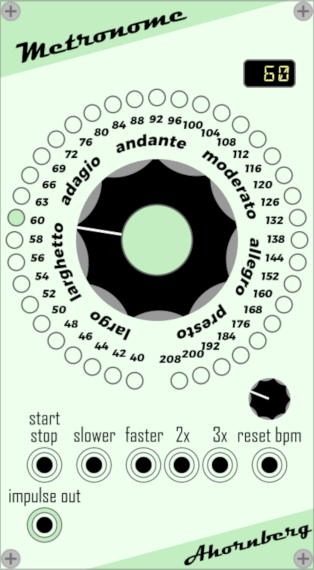 Metronome
60
40 42 44 46 48 50 52 54 56 58 60 63 66 69 72 76 80 84 88 92 96 100 104 108 112 116 120 126 132 138 144 152 160 168 176 184 192 200 208
largo larghetto adagio andante moderato allegro presto
start
stop slower faster 2x 3x reset bpm
impulse out
Ahornberg